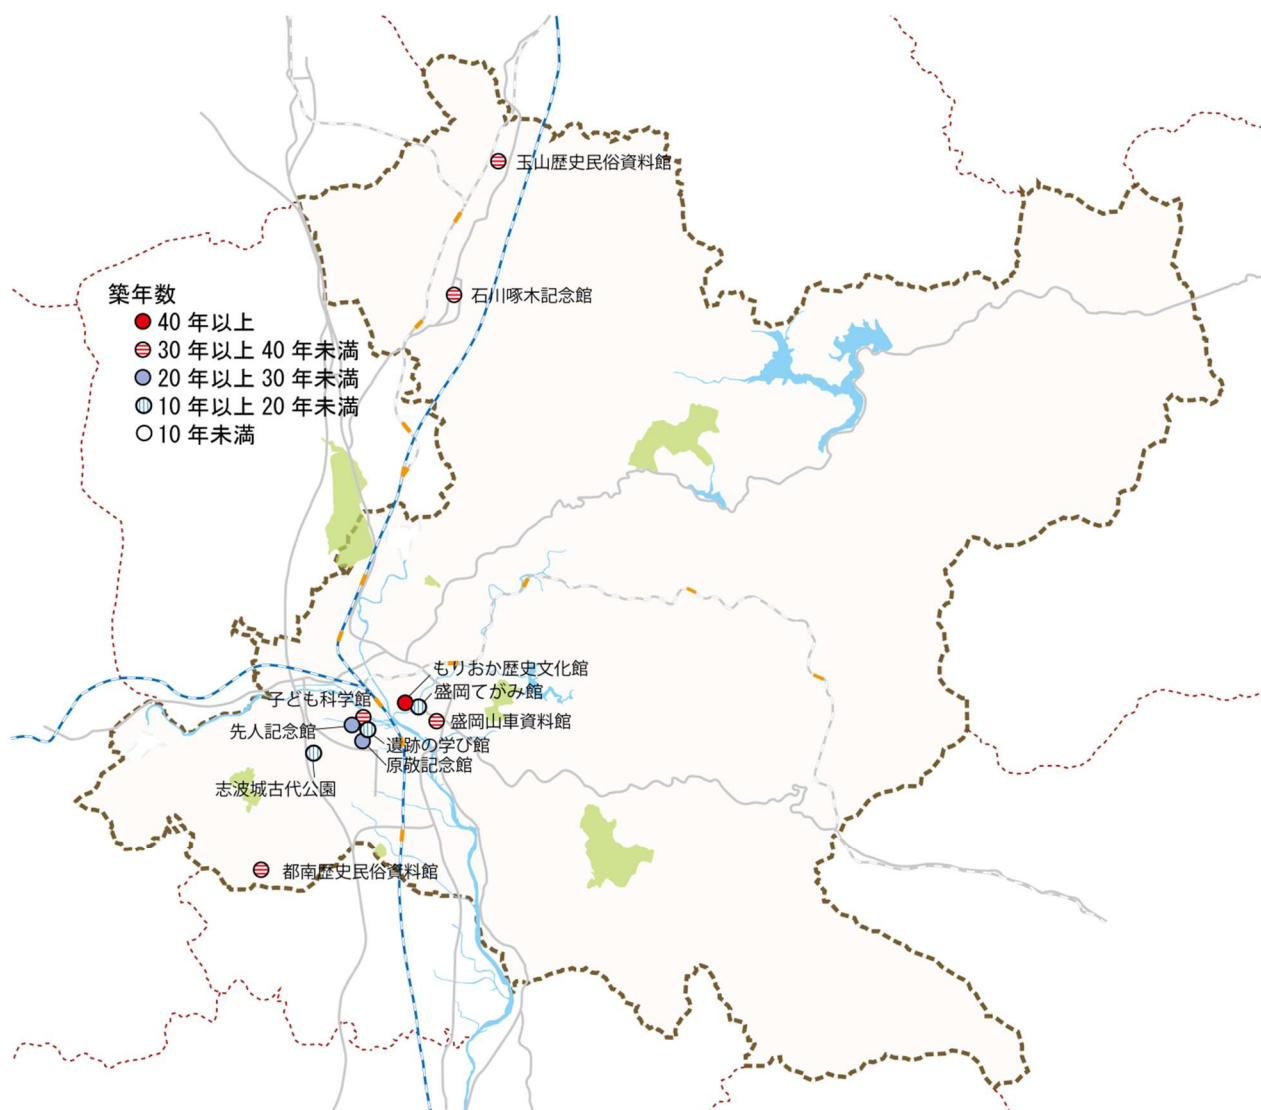 玉山歴史民俗資料館
石川啄木記念館
築年数
40 年以上
30 年以上 40 年未満
20 年以上 30 年未満
10 年以上 20 年未満
10 年未満
もりおか歴史文化館
盛岡てがみ館
子ども科学館
盛岡山車資料館
先人記念館
遺跡の学び館
原敬記念館
志波城古代公園
都南歴史民俗資料館